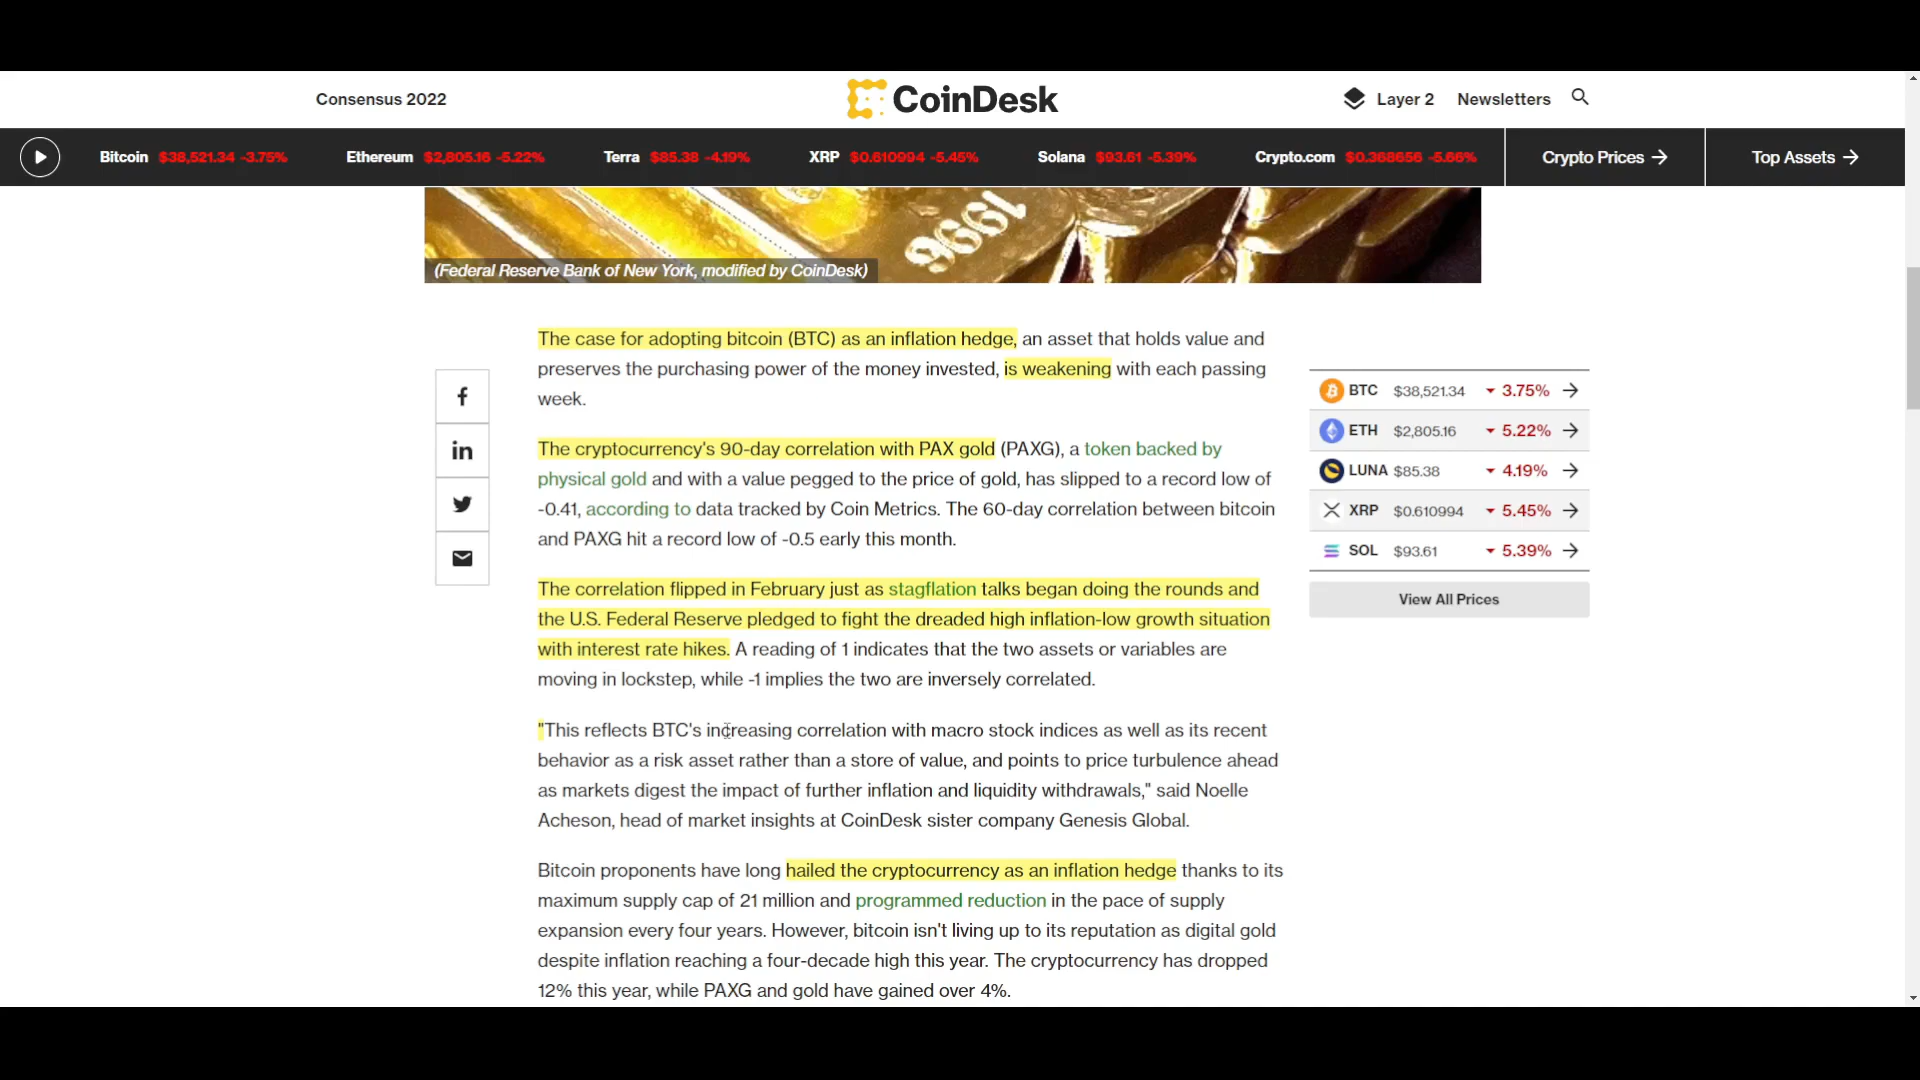 Consensus 2022
CoinDesk
Layer 2 Newsletters
Bitcoin $38,521.34 -3.75% Ethereum $2,805.16 -5.22% Terra $85.38 -4.19% XRP $0.610994 -5.45% Solana $93.61 -5.39% Crypto.com $0.368656 -5.66% Crypto Prices → Top Assets →
1996
(Federal Reserve Bank of New York, modified by CoinDesk)
The case for adopting bitcoin (BTC) as an inflation hedge, an asset that holds value and
preserves the purchasing power of the money invested, is weakening with each passing
week.
The cryptocurrency's 90-day correlation with PAX gold (PAXG), a token backed by
physical gold and with a value pegged to the price of gold, has slipped to a record low of
-0.41, according to data tracked by Coin Metrics. The 60-day correlation between bitcoin
and PAXG hit a record low of -0.5 early this month.
The correlation flipped in February just as stagflation talks began doing the rounds and
the U.S. Federal Reserve pledged to fight the dreaded high inflation-low growth situation
with interest rate hikes. A reading of 1 indicates that the two assets or variables are
moving in lockstep, while -1 implies the two are inversely correlated.
"This reflects BTC's increasing correlation with macro stock indices as well as its recent
behavior as a risk asset rather than a store of value, and points to price turbulence ahead
as markets digest the impact of further inflation and liquidity withdrawals," said Noelle
Acheson, head of market insights at CoinDesk sister company Genesis Global.
Bitcoin proponents have long hailed the cryptocurrency as an inflation hedge thanks to its
maximum supply cap of 21 million and programmed reduction in the pace of supply
expansion every four years. However, bitcoin isn't living up to its reputation as digital gold
despite inflation reaching a four-decade high this year. The cryptocurrency has dropped
12% this year, while PAXG and gold have gained over 4%.
BTC $38,521.34 3.75% →
ETH $2,805.16 5.22% →
LUNA $85.38 4.19% →
XRP $0.610994 5.45% →
SOL $93.61 5.39% →
View All Prices